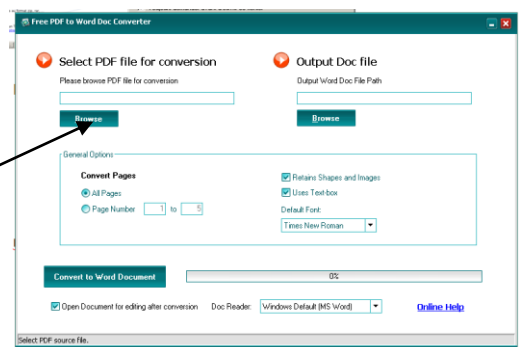 Free PDF to Word Doc Converter
Select PDF file for conversion
Please browse PDF file for conversion
Browse
Output Doc file
Output Word Doc File Path
Browse
General Options
Convert Pages
All Pages
Page Number 1 to 5
Retains Shapes and Images
Uses Text-box
Default Font:
Times New Roman
Convert to Word Document
0%
Open Document for editing after conversion
Doc Reader: Windows Default (MS Word)
Online Help
Select PDF source file.